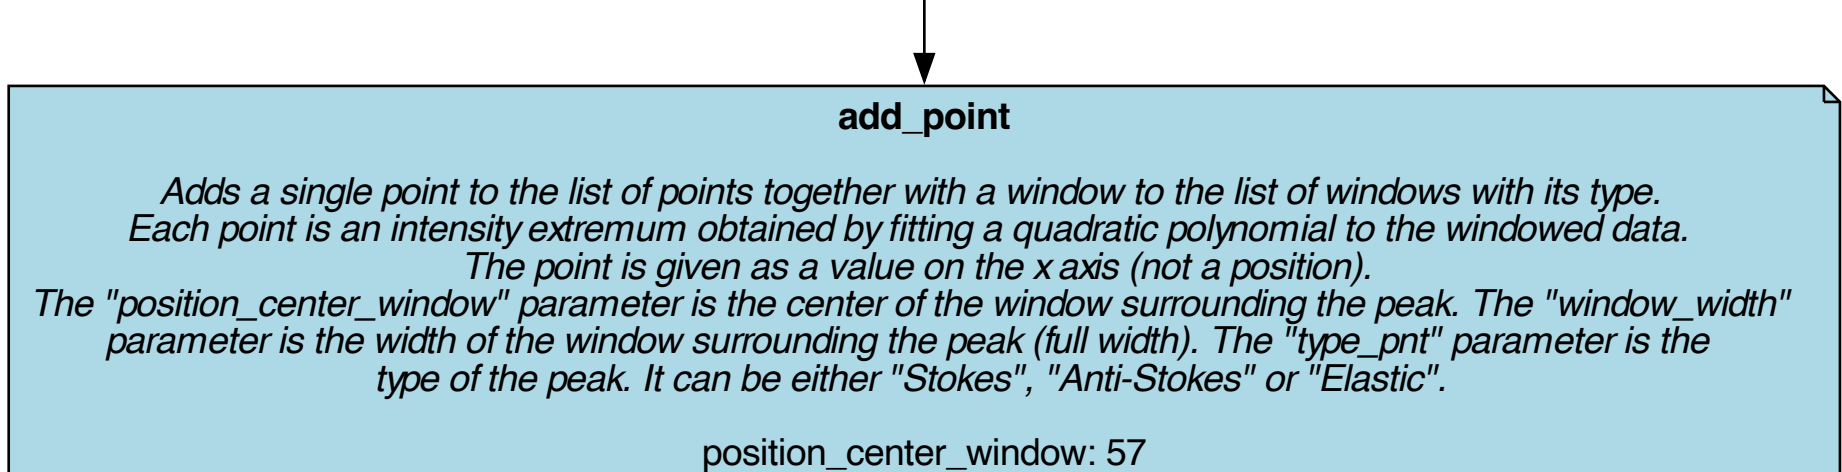 add_point
Adds a single point to the list of points together with a window to the list of windows with its type.
Each point is an intensity extremum obtained by fitting a quadratic polynomial to the windowed data.
The point is given as a value on the x axis (not a position).
The "position_center_window" parameter is the center of the window surrounding the peak. The "window_width"
parameter is the width of the window surrounding the peak (full width). The "type_pnt" parameter is the
type of the peak. It can be either "Stokes", "Anti-Stokes" or "Elastic".
position_center_window: 57